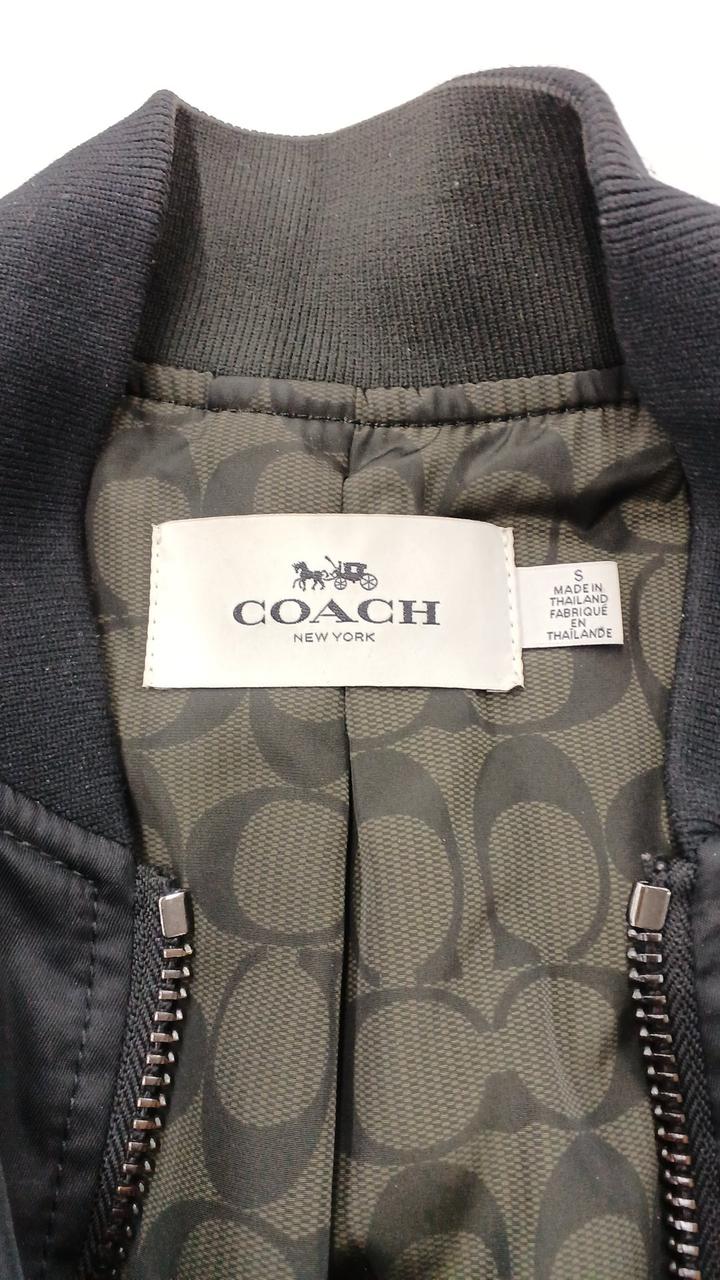 COACH
NEW YORK
S
MADE IN
THAILAND
FABRIQUÉ
EN
THAÏLANDE